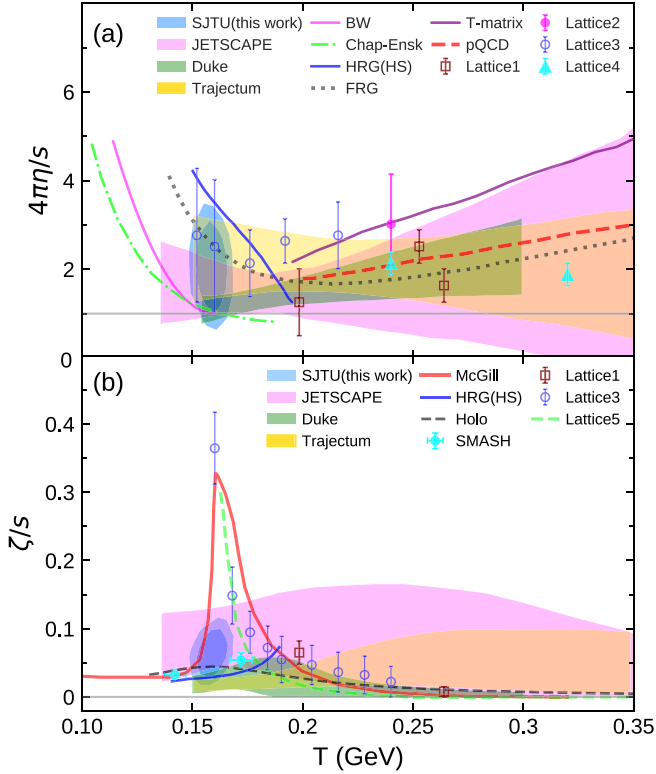 (a)
SJTU(this work)
JETSCAPE
Duke
Trajectum
BW
Chap-Ensk
HRG(HS)
FRG
T-matrix
pQCD
Lattice1
Lattice2
Lattice3
Lattice4
4πη/s
6
4
2
0
(b)
SJTU(this work)
JETSCAPE
Duke
Trajectum
McGill
HRG(HS)
Holo
SMASH
Lattice1
Lattice3
Lattice5
ζ/s
0.4
0.3
0.2
0.1
0
0.10 0.15 0.2 0.25 0.3 0.35
T (GeV)